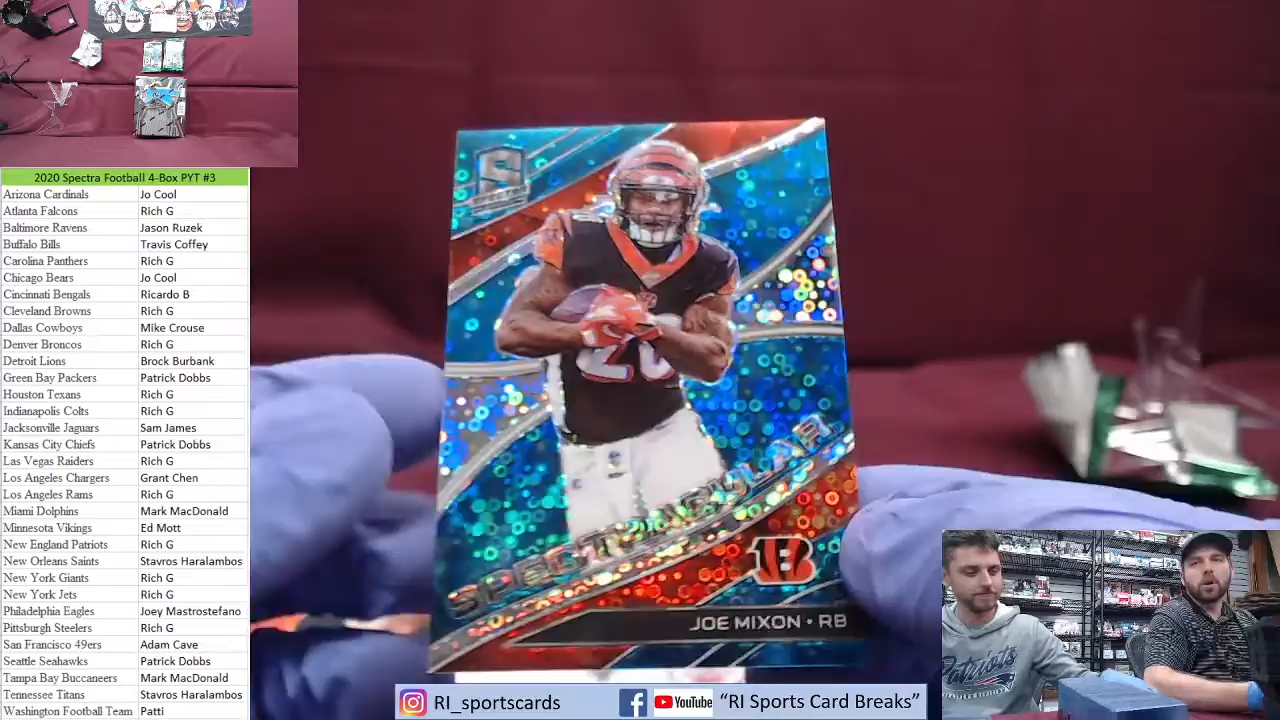 2020 Spectra Football 4-Box PYT #3
Arizona Cardinals Jo Cool
Atlanta Falcons Rich G
Baltimore Ravens Jason Ruzek
Buffalo Bills Travis Coffey
Carolina Panthers Rich G
Chicago Bears Jo Cool
Cincinnati Bengals Ricardo B
Cleveland Browns Rich G
Dallas Cowboys Mike Crouse
Denver Broncos Rich G
Detroit Lions Brock Burbank
Green Bay Packers Patrick Dobbs
Houston Texans Rich G
Indianapolis Colts Rich G
Jacksonville Jaguars Sam James
Kansas City Chiefs Patrick Dobbs
Las Vegas Raiders Rich G
Los Angeles Chargers Grant Chen
Los Angeles Rams Rich G
Miami Dolphins Mark MacDonald
Minnesota Vikings Ed Mott
New England Patriots Rich G
New Orleans Saints Stavros Haralambos
New York Giants Rich G
New York Jets Rich G
Philadelphia Eagles Joey Mastrostefano
Pittsburgh Steelers Rich G
San Francisco 49ers Adam Cave
Seattle Seahawks Patrick Dobbs
Tampa Bay Buccaneers Mark MacDonald
Tennessee Titans Stavros Haralambos
Washington Football Team Patti
S
28
SPECTACULAR
B
JOE MIXON • RB
Patriots
RI_sportscards
YouTube "RI Sports Card Breaks"